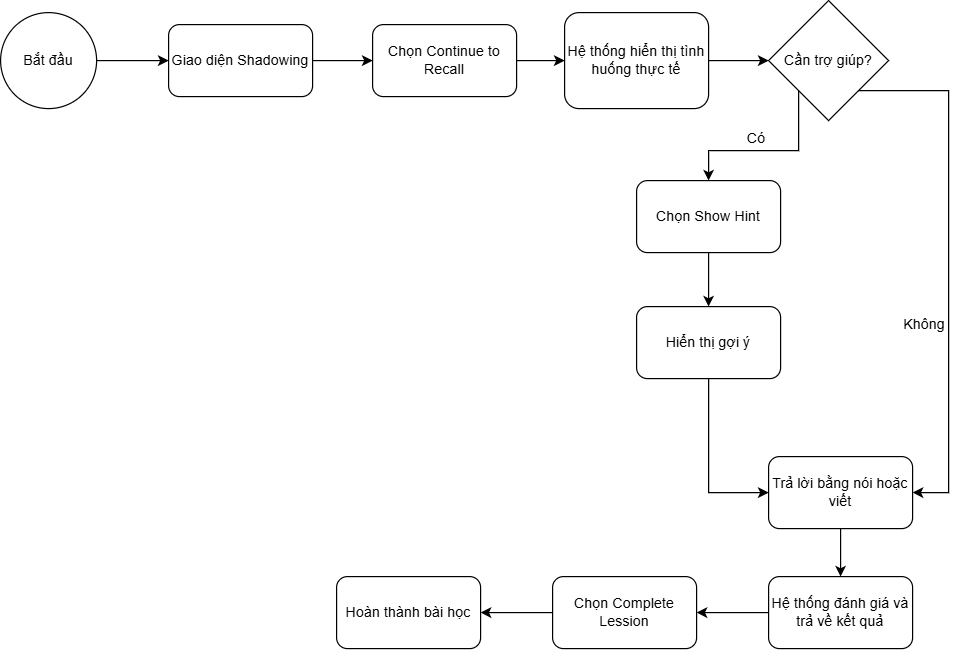 Bắt đầu
Giao diện Shadowing
Chọn Continue to
Recall
Hệ thống hiển thị tình
huống thực tế
Cần trợ giúp?
Có
Chọn Show Hint
Hiển thị gợi ý
Không
Trả lời bằng nói hoặc
viết
Hệ thống đánh giá và
trả về kết quả
Chọn Complete
Lession
Hoàn thành bài học